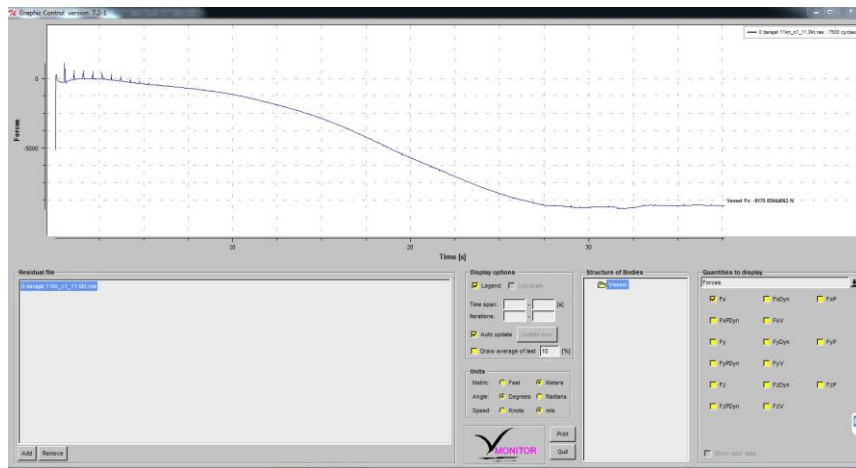 Graphic Control version 7.2-1
0 darajat 11kn_c1_11.0kt.res : 7500 cycles
0
-5000
Forces
Vessel Fx: -9170.05664063 N
10
20
30
Time [s]
Residual file
0 darajat 11kn_c1_11.0kt.res
Add
Remove
Display options
Legend
Log scale
Time span:
-
[s]
Iterations:
-
Auto update
Update now
Draw average of last
10
[%]
Units
Metric:
Feet
Meters
Angle:
Degrees
Radians
Speed:
Knots
m/s
MONITOR
Print
Quit
Structure of Bodies
Vessel
Quantities to display
Forces
Fx
FxDyn
FxP
FxPDyn
FxV
Fy
FyDyn
FyP
FyPDyn
FyV
Fz
FzDyn
FzP
FzPDyn
FzV
Show user data